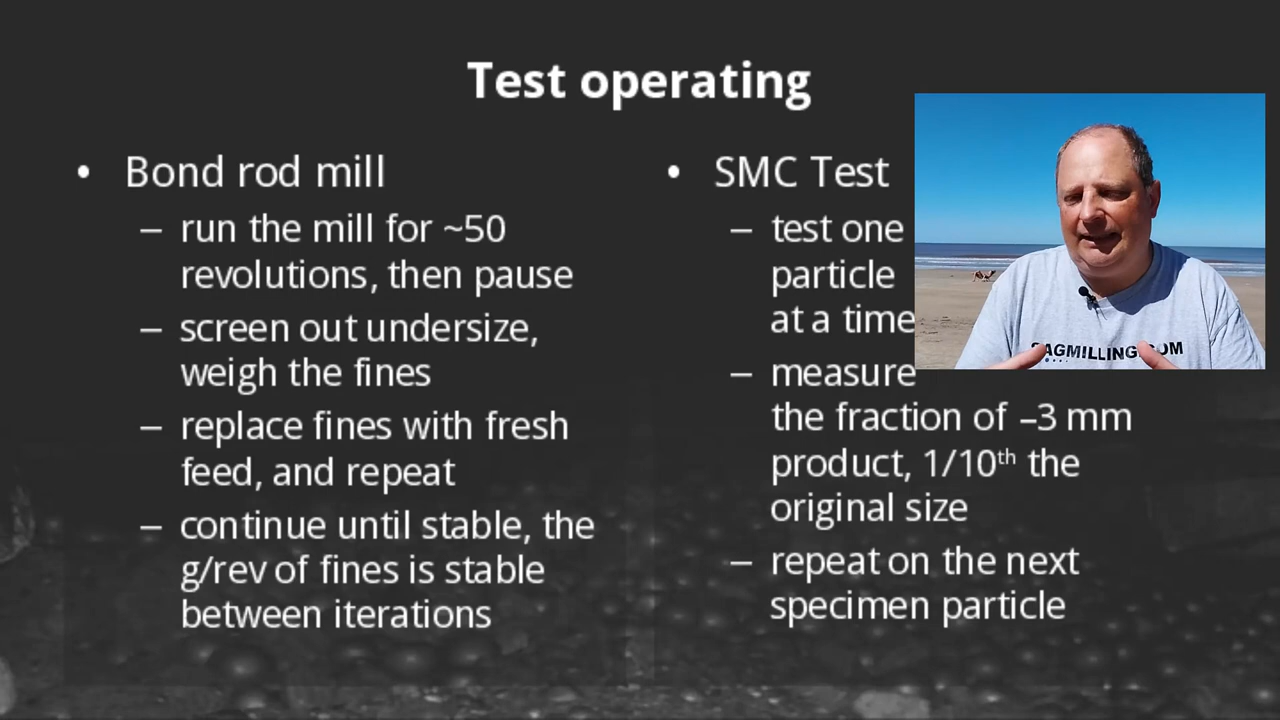 Test operating
• Bond rod mill
– run the mill for ~50
revolutions, then pause
– screen out undersize,
weigh the fines
– replace fines with fresh
feed, and repeat
– continue until stable, the
g/rev of fines is stable
between iterations
• SMC Test
– test one
particle
at a time
– measure
the fraction of –3 mm
product, 1/10th the
original size
– repeat on the next
specimen particle
AGMILLING
OM